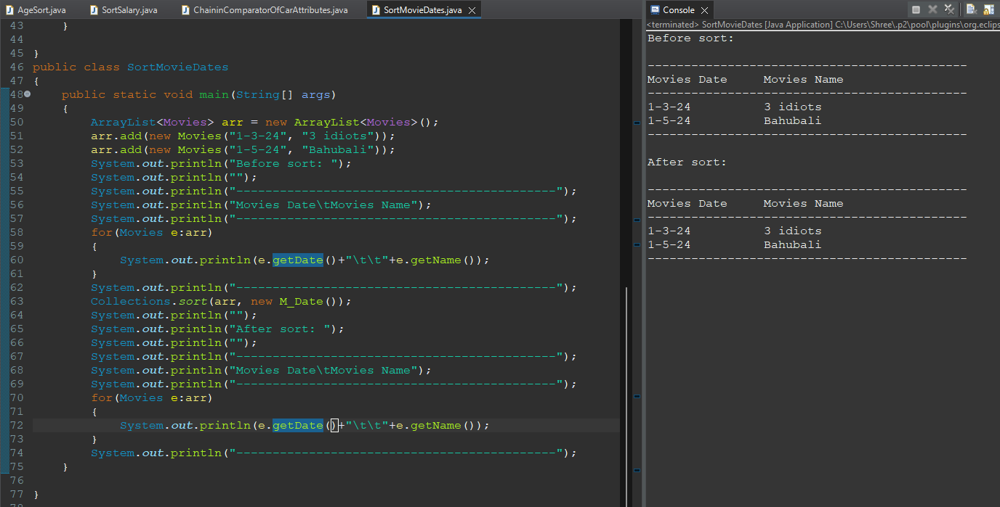 AgeSort.java
SortSalary.java
ChaininComparatorOfCarAttributes.java
SortMovieDates.java
43 }
44
45 }
46 public class SortMovieDates
47 {
48 public static void main(String[] args)
49 {
50 ArrayList<Movies> arr = new ArrayList<Movies>();
51 arr.add(new Movies("1-3-24", "3 idiots"));
52 arr.add(new Movies("1-5-24", "Bahubali"));
53 System.out.println("Before sort: ");
54 System.out.println("");
55 System.out.println("--------------------------------------------");
56 System.out.println("Movies Date\tMovies Name");
57 System.out.println("--------------------------------------------");
58 for(Movies e:arr)
59 {
60 System.out.println(e.getDate()+"\t\t"+e.getName());
61 }
62 System.out.println("--------------------------------------------");
63 Collections.sort(arr, new M_Date());
64 System.out.println("");
65 System.out.println("After sort: ");
66 System.out.println("");
67 System.out.println("--------------------------------------------");
68 System.out.println("Movies Date\tMovies Name");
69 System.out.println("--------------------------------------------");
70 for(Movies e:arr)
71 {
72 System.out.println(e.getDate()+"\t\t"+e.getName());
73 }
74 System.out.println("--------------------------------------------");
75 }
76
77 }
Console
<terminated> SortMovieDates [Java Application] C:\Users\Shree\.p2\pool\plugins\org.eclips
Before sort:
--------------------------------------------
Movies Date Movies Name
--------------------------------------------
1-3-24 3 idiots
1-5-24 Bahubali
--------------------------------------------
After sort:
--------------------------------------------
Movies Date Movies Name
--------------------------------------------
1-3-24 3 idiots
1-5-24 Bahubali
--------------------------------------------